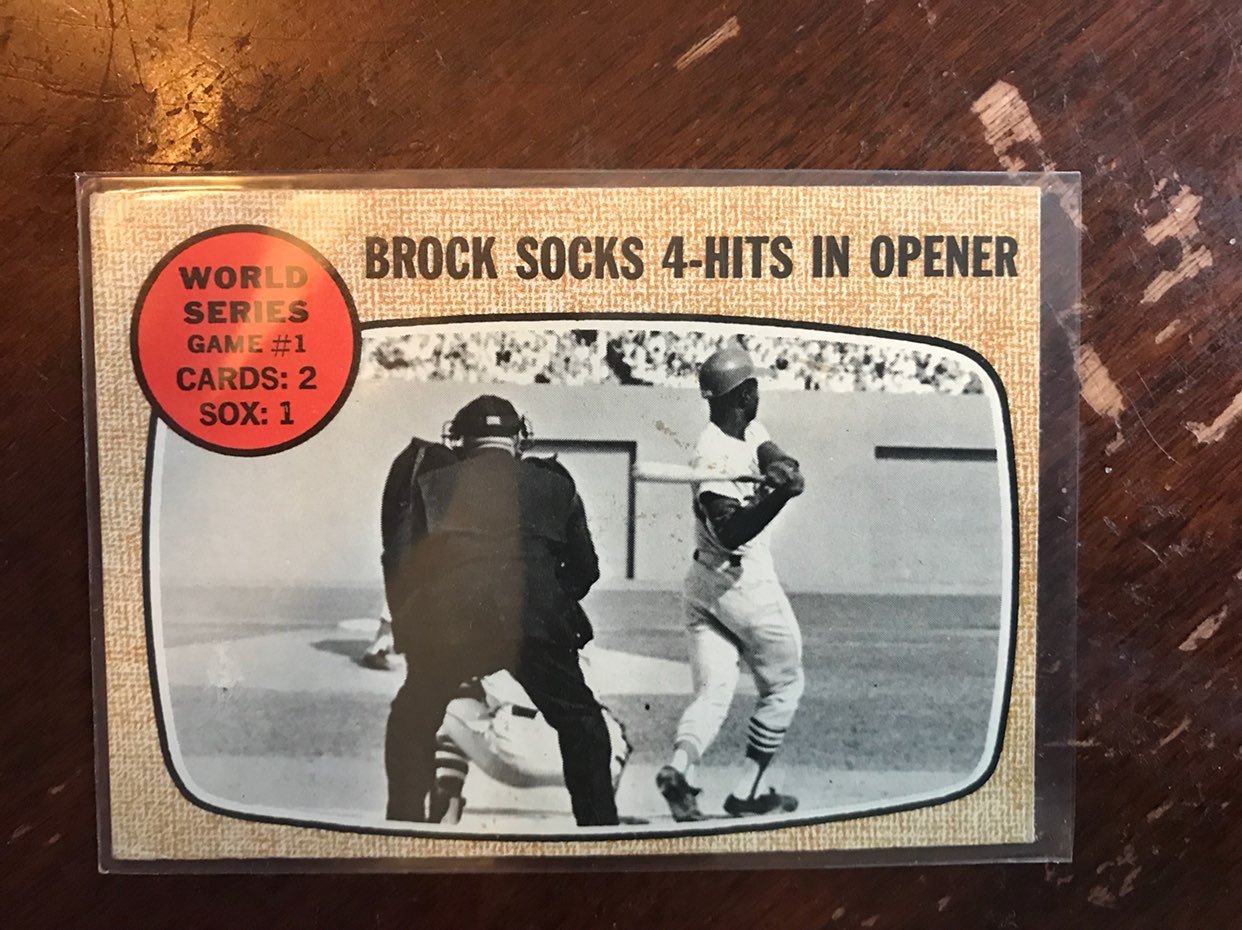 WORLD
SERIES
GAME #1
CARDS: 2
SOX: 1
BROCK SOCKS 4-HITS IN OPENER